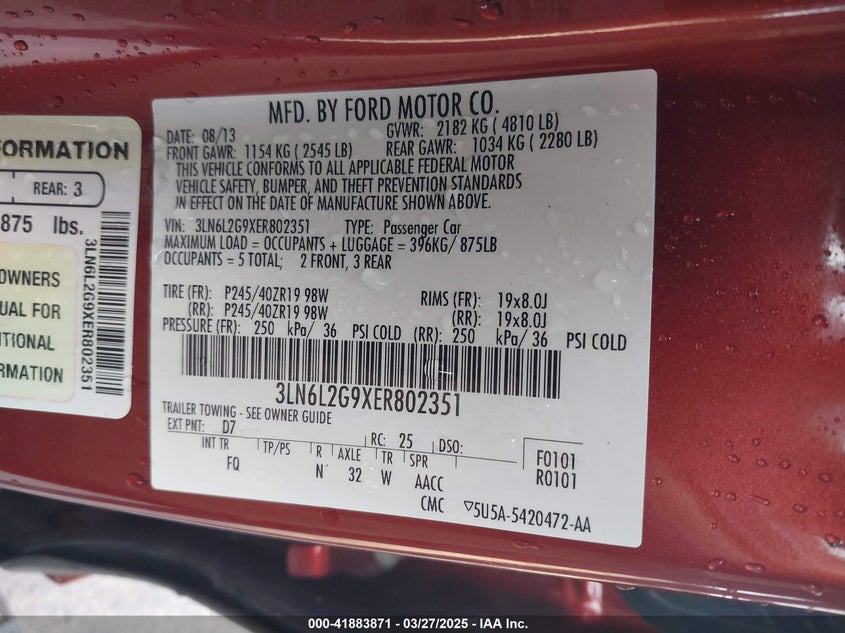 FORMATION
REAR: 3
875 lbs.
OWNERS
UAL FOR
ITIONAL
FORMATION
3LN6L2G9XER802351
MFD. BY FORD MOTOR CO.
DATE: 08/13 GVWR: 2182 KG ( 4810 LB)
FRONT GAWR: 1154 KG ( 2545 LB) REAR GAWR: 1034 KG ( 2280 LB)
THIS VEHICLE CONFORMS TO ALL APPLICABLE FEDERAL MOTOR
VEHICLE SAFETY, BUMPER, AND THEFT PREVENTION STANDARDS
IN EFFECT ON THE DATE OF MANUFACTURE SHOWN ABOVE.
VIN: 3LN6L2G9XER802351 TYPE: Passenger Car
MAXIMUM LOAD = OCCUPANTS + LUGGAGE = 396KG/ 875LB
OCCUPANTS = 5 TOTAL; 2 FRONT, 3 REAR
TIRE (FR): P245/40ZR19 98W RIMS (FR): 19x8.0J
(RR): P245/40ZR19 98W (RR): 19x8.0J
PRESSURE (FR): 250 kPa/ 36 PSI COLD (RR): 250 kPa/ 36 PSI COLD
3LN6L2G9XER802351
TRAILER TOWING - SEE OWNER GUIDE
EXT PNT: D7 RC: 25 DSO:
INT TR TP/PS R AXLE TR SPR F0101
FQ N 32 W AACC R0101
CMC ▽5U5A-5420472-AA
000-41883871 / 03/27/2025 - IAA Inc.